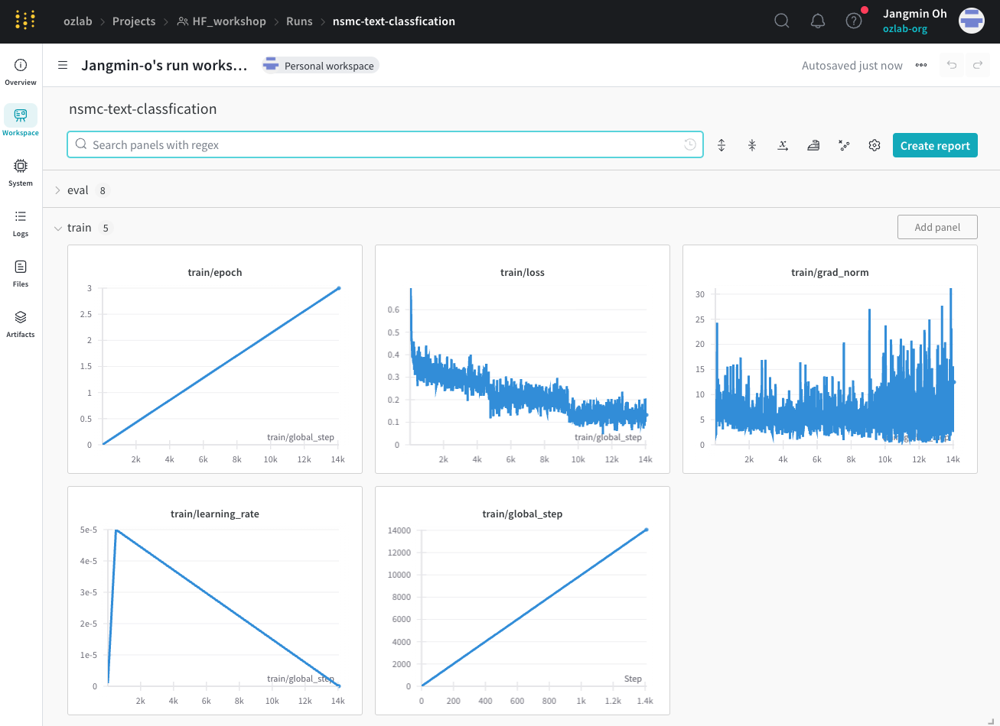 ozlab
Projects
HF_workshop
Runs
nsmc-text-classfication
Jangmin Oh
ozlab-org
Overview
Workspace
System
Logs
Files
Artifacts
Jangmin-o's run works...
Personal workspace
Autosaved just now
nsmc-text-classfication
Search panels with regex
Create report
eval 8
train 5
Add panel
train/epoch
3
2.5
2
1.5
1
0.5
0
train/global_step
2k 4k 6k 8k 10k 12k 14k
train/loss
0.6
0.5
0.4
0.3
0.2
0.1
0
train/global_step
2k 4k 6k 8k 10k 12k 14k
train/grad_norm
30
25
20
15
10
5
0
2k 4k 6k 8k 10k 12k 14k
train/learning_rate
5e-5
4e-5
3e-5
2e-5
1e-5
0
train/global_step
2k 4k 6k 8k 10k 12k 14k
train/global_step
14000
12000
10000
8000
6000
4000
2000
0
Step
0 200 400 600 800 1k 1.2k 1.4k